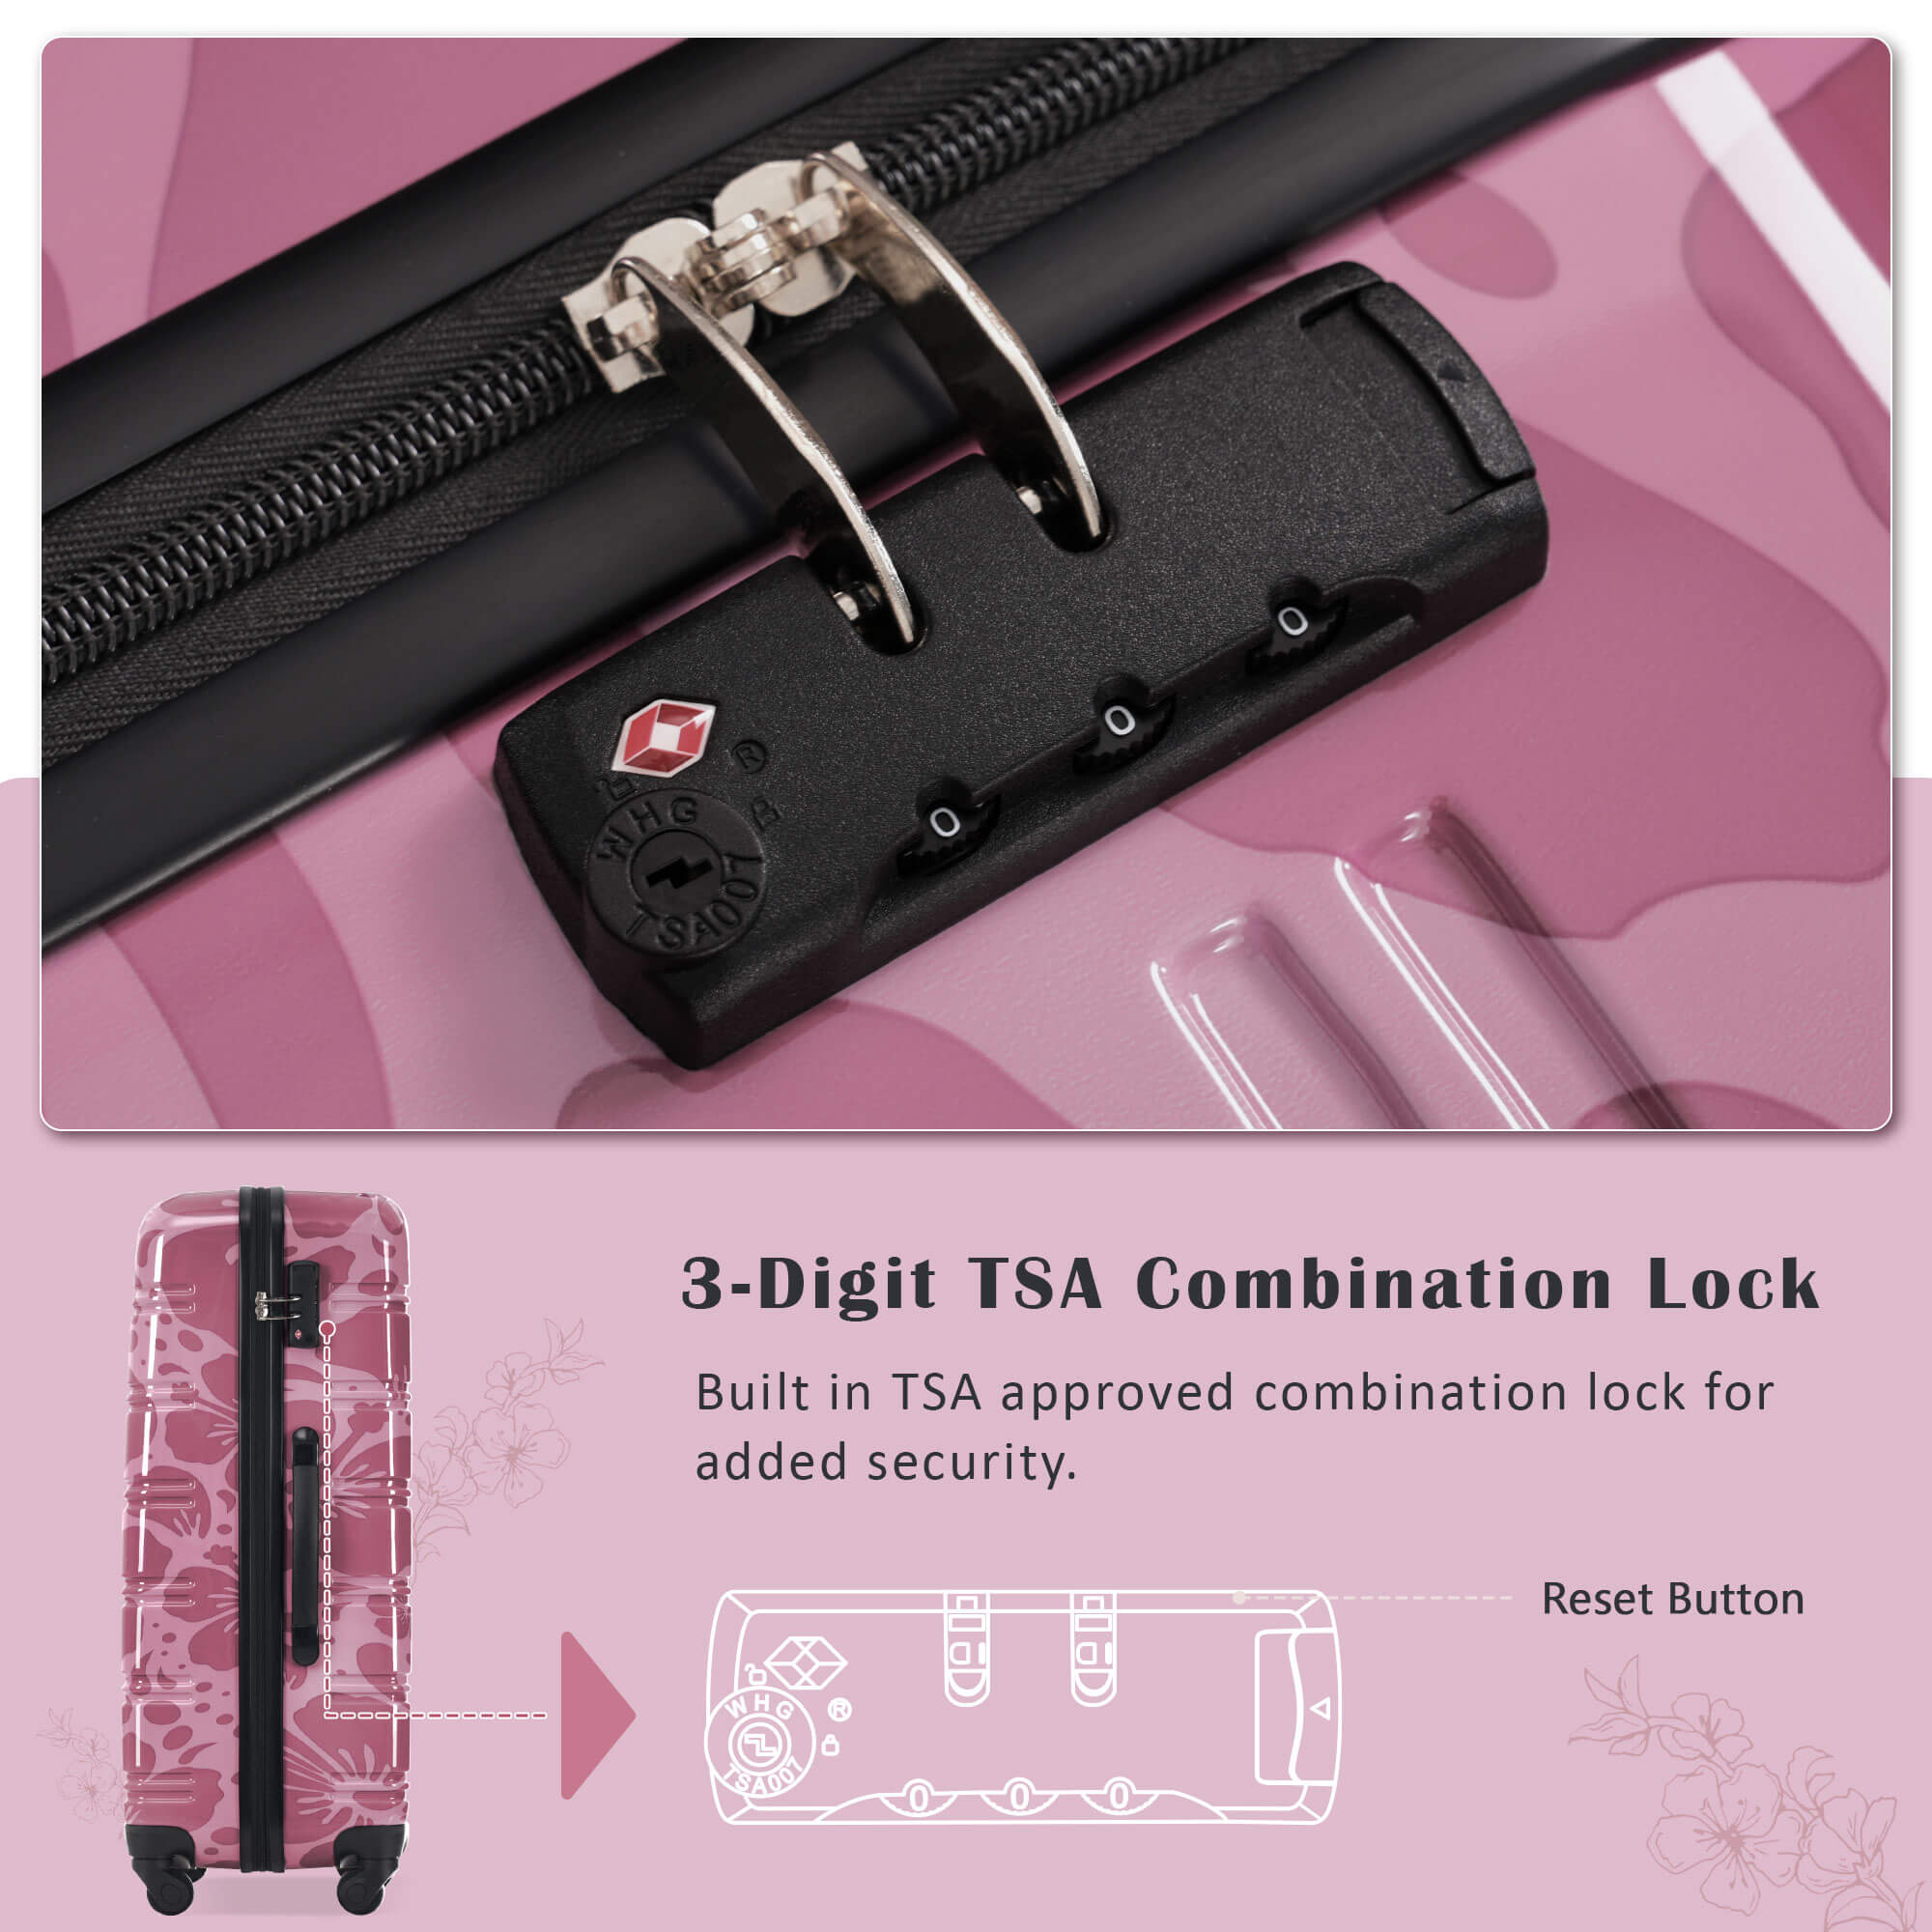 0
0
0
®
WHG
TSA007
3-Digit TSA Combination Lock
Built in TSA approved combination lock for
added security.
Reset Button
WHG
®
TSA007
0 0 0